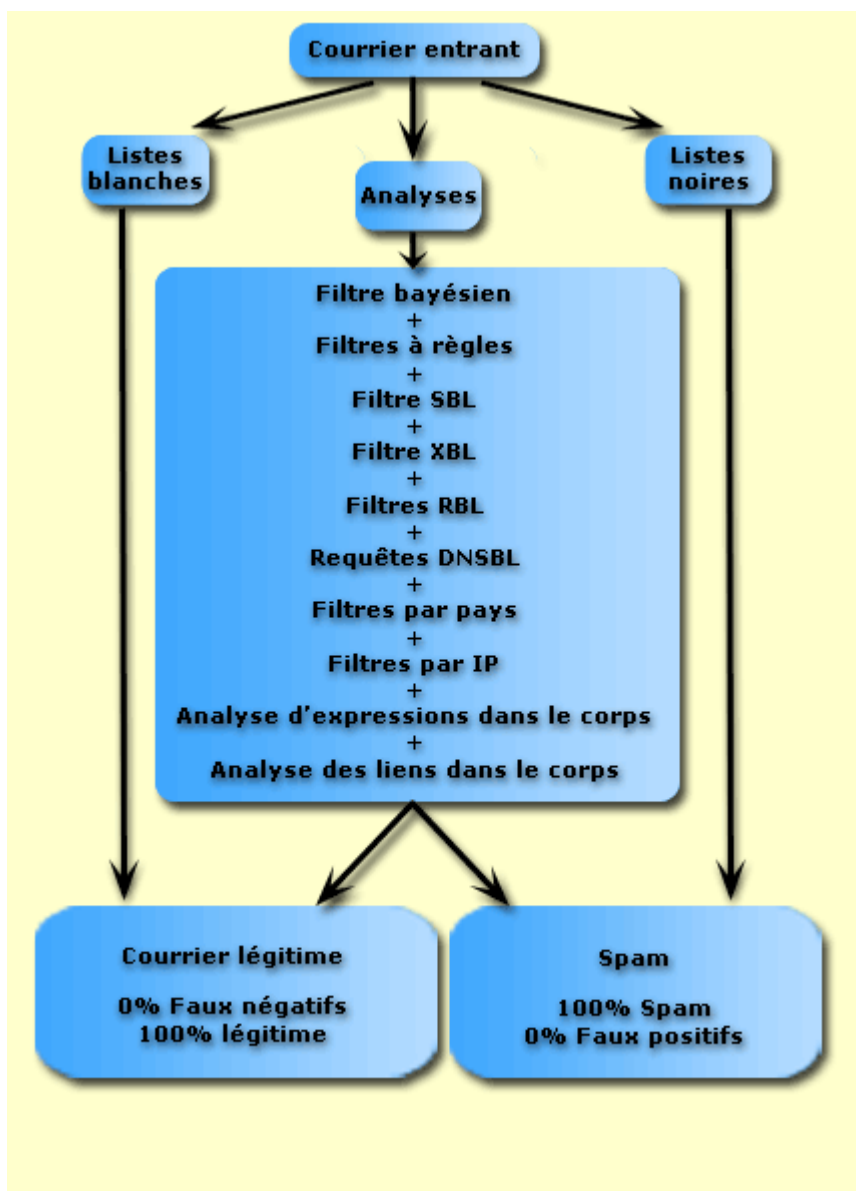 Courrier entrant
Listes
blanches
Analyses
Listes
noires
Filtre bayésien
+
Filtres à règles
+
Filtre SBL
+
Filtre XBL
+
Filtres RBL
+
Requêtes DNSBL
+
Filtres par pays
+
Filtres par IP
+
Analyse d'expressions dans le corps
+
Analyse des liens dans le corps
Courrier légitime
0% Faux négatifs
100% légitime
Spam
100% Spam
0% Faux positifs